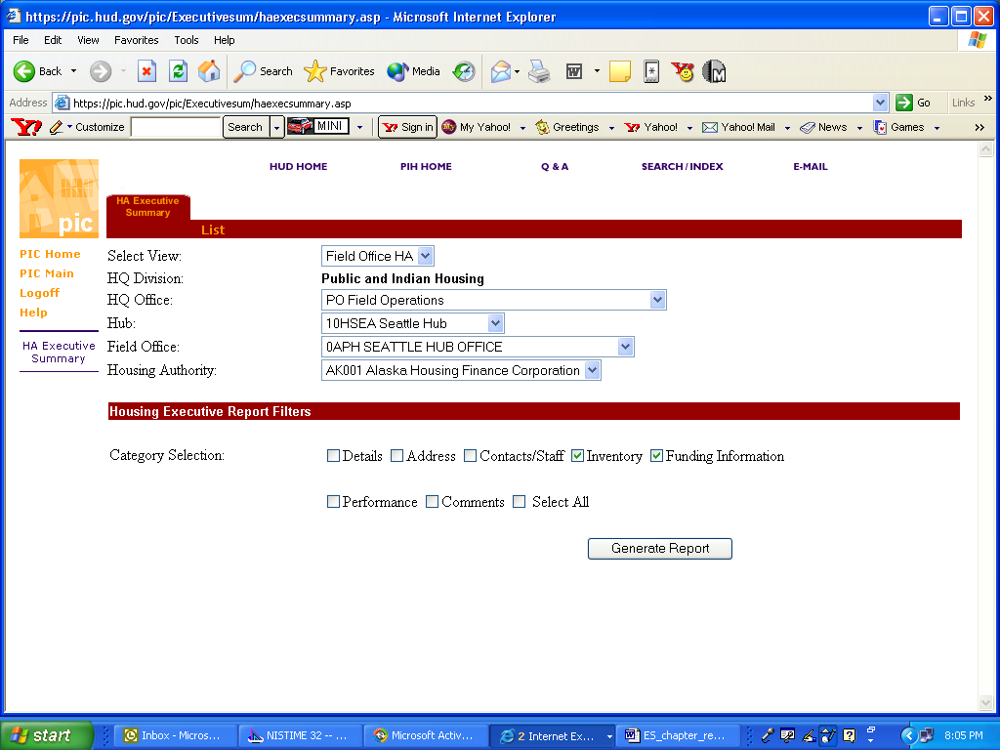 https://pic.hud.gov/pic/Executivesum/haexecsummary.asp - Microsoft Internet Explorer
File Edit View Favorites Tools Help
Back Search Favorites Media
Address https://pic.hud.gov/pic/Executivesum/haexecsummary.asp Go Links »
Y! Customize Search MINI Y! Sign in My Yahoo! Greetings Yahoo! Yahoo! Mail News Games »
HUD HOME PIH HOME Q & A SEARCH / INDEX E-MAIL
pic
HA Executive
Summary
List
PIC Home
PIC Main
Logoff
Help
HA Executive
Summary
Select View: Field Office HA
HQ Division: Public and Indian Housing
HQ Office: PO Field Operations
Hub: 10HSEA Seattle Hub
Field Office: 0APH SEATTLE HUB OFFICE
Housing Authority: AK001 Alaska Housing Finance Corporation
Housing Executive Report Filters
Category Selection: Details Address Contacts/Staff Inventory Funding Information
Performance Comments Select All
Generate Report
start Inbox - Micros... NISTIME 32 -- ... Microsoft Activ... 2 Internet Ex... ES_chapter_re... 8:05 PM